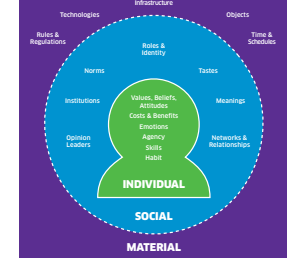 Infrastructure
Technologies
Objects
Rules &
Regulations
Time &
Schedules
Roles &
Identity
Norms
Tastes
Institutions
Values, Beliefs,
Attitudes
Meanings
Costs & Benefits
Emotions
Agency
Skills
Habit
Opinion
Leaders
Networks &
Relationships
INDIVIDUAL
SOCIAL
MATERIAL